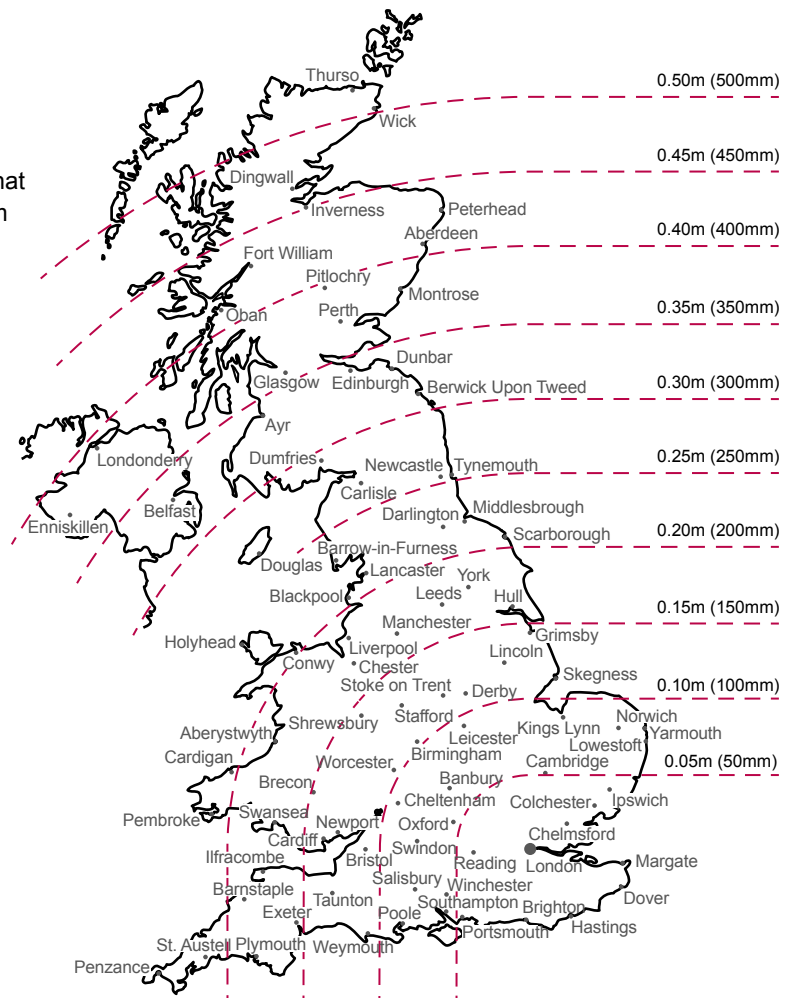 Thurso
0.50m (500mm)
Wick
0.45m (450mm)
hat
Dingwall
Inverness
Peterhead
Aberdeen
0.40m (400mm)
Fort William
Pitlochry
Montrose
Oban
Perth
0.35m (350mm)
Dunbar
Glasgow
Edinburgh
Berwick Upon Tweed
0.30m (300mm)
Ayr
Londonderry
Dumfries
Newcastle
Tynemouth
0.25m (250mm)
Carlisle
Belfast
Enniskillen
Middlesbrough
Darlington
Scarborough
0.20m (200mm)
Barrow-in-Furness
Douglas
Lancaster
York
Blackpool
Leeds
Hull
0.15m (150mm)
Manchester
Grimsby
Holyhead
Liverpool
Conwy
Chester
Lincoln
Skegness
Stoke on Trent
Derby
0.10m (100mm)
Shrewsbury
Stafford
Kings Lynn
Norwich
Aberystwyth
Leicester
Yarmouth
Lowestoft
Birmingham
Cardigan
Worcester
Cambridge
0.05m (50mm)
Brecon
Banbury
Cheltenham
Colchester
Ipswich
Pembroke
Swansea
Newport
Oxford
Chelmsford
Cardiff
Swindon
Ilfracombe
Bristol
Reading
London
Margate
Barnstaple
Salisbury
Winchester
Taunton
Southampton
Dover
Exeter
Poole
Brighton
Hastings
Portsmouth
St. Austell
Plymouth
Weymouth
Penzance